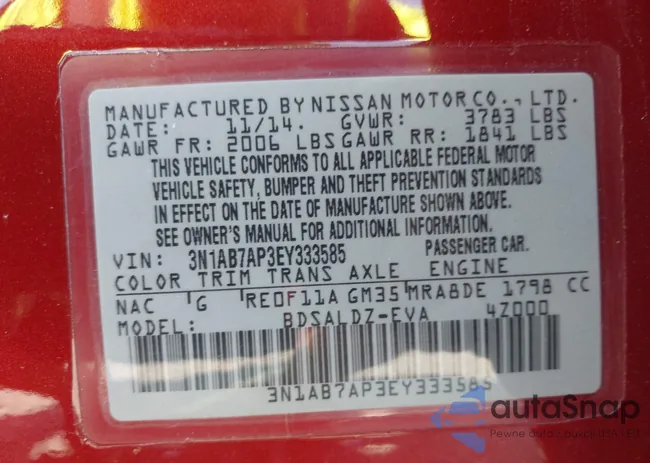 MANUFACTURED BY NISSAN MOTOR CO., LTD.
DATE: 11/14. GVWR: 3783 LBS
GAWR FR: 2006 LBS GAWR RR: 1841 LBS
THIS VEHICLE CONFORMS TO ALL APPLICABLE FEDERAL MOTOR
VEHICLE SAFETY, BUMPER AND THEFT PREVENTION STANDARDS
IN EFFECT ON THE DATE OF MANUFACTURE SHOWN ABOVE.
SEE OWNER'S MANUAL FOR ADDITIONAL INFORMATION.
VIN: 3N1AB7AP3EY333585 PASSENGER CAR.
COLOR TRIM TRANS AXLE ENGINE
NAC G RE0F11A GM35 MRA8DE 1798 CC
MODEL: BDSALDZ-EVA 4Z000
3N1AB7AP3EY333585
autoSnap
Pewne auto